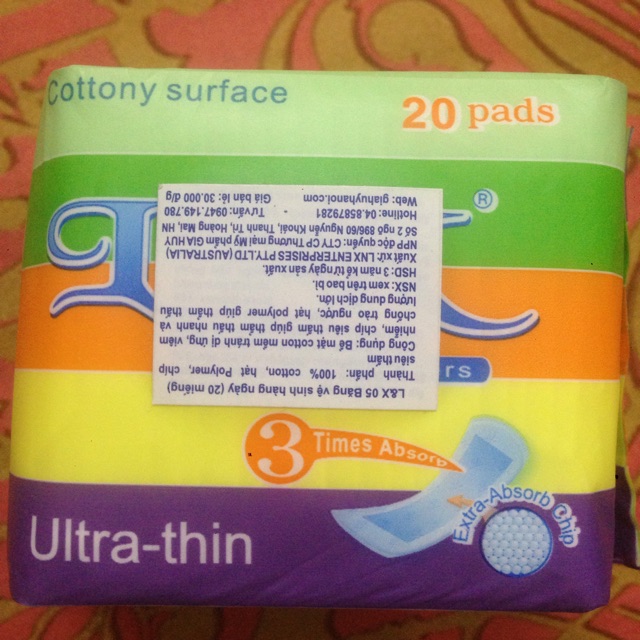 Cottony surface
20 pads
®
L&X 05 Băng vệ sinh hàng ngày (20 miếng)
Thành phần: 100% cotton, hạt Polymer, chip
siêu thấm
Công dụng: Bề mặt cotton mềm tránh dị ứng, viêm
nhiễm, chip siêu thấm giúp thẩm thấu nhanh và
chống trào ngược, hạt polymer giúp thẩm thấu
lượng dung dịch lớn.
NSX: xem trên bao bì.
HSD: 3 năm kể từ ngày sản xuất.
Xuất xứ: LNX ENTERPRISES PTY.LTD (AUSTRALIA)
NPP độc quyền: CTY CP Thương mại Mỹ phẩm GIA HUY
Số 2 ngõ 896/60 Nguyễn Khoái, Thanh Trì, Hoàng Mai, HN
Hotline: 04.85879281 Tư vấn: 0947.149.780
Web: giahuyhanoi.com Giá bán lẻ: 30.000 đ/g
3 Times Absorb
Extra-Absorb Chip
Ultra-thin